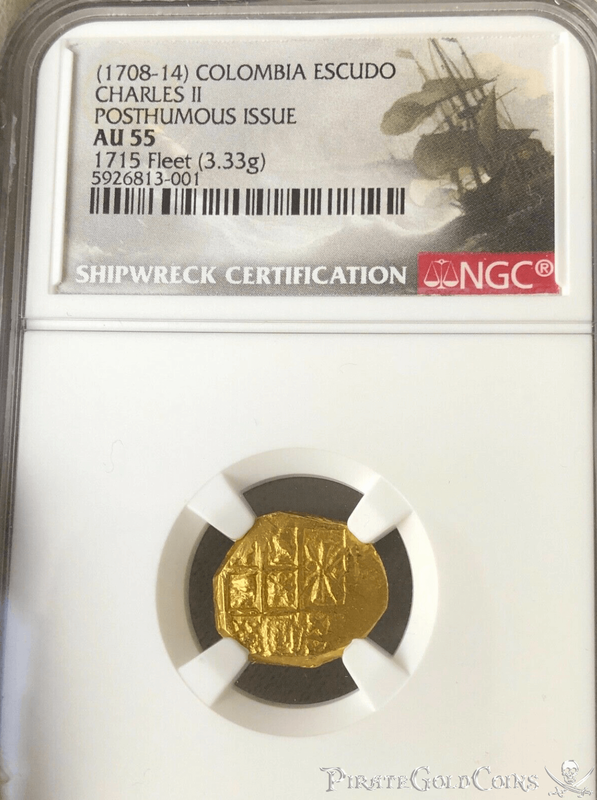 (1708-14) COLOMBIA ESCUDO
CHARLES II
POSTHUMOUS ISSUE
AU 55
1715 Fleet (3.33g)
5926813-001
SHIPWRECK CERTIFICATION NGC®
PIRATEGOLDCOINS